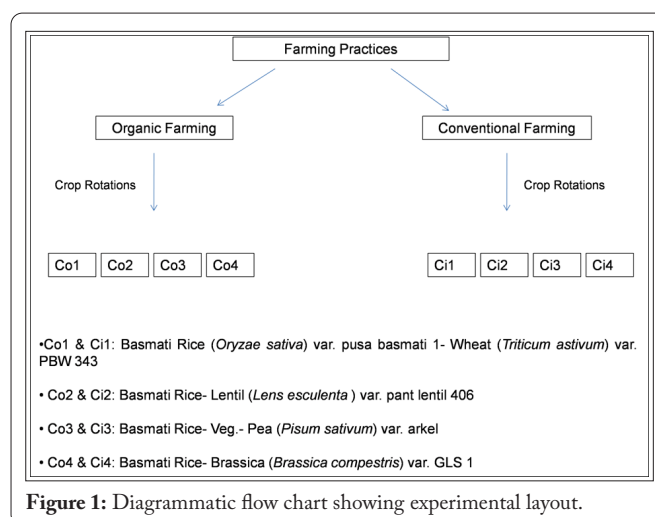 Farming Practices
Organic Farming
Conventional Farming
Crop Rotations
Crop Rotations
Co1 Co2 Co3 Co4
Ci1 Ci2 Ci3 Ci4
•Co1 & Ci1: Basmati Rice (Oryzae sativa) var. pusa basmati 1- Wheat (Triticum astivum) var.
PBW 343
• Co2 & Ci2: Basmati Rice- Lentil (Lens esculenta ) var. pant lentil 406
• Co3 & Ci3: Basmati Rice- Veg.- Pea (Pisum sativum) var. arkel
• Co4 & Ci4: Basmati Rice- Brassica (Brassica compestris) var. GLS 1
Figure 1: Diagrammatic flow chart showing experimental layout.